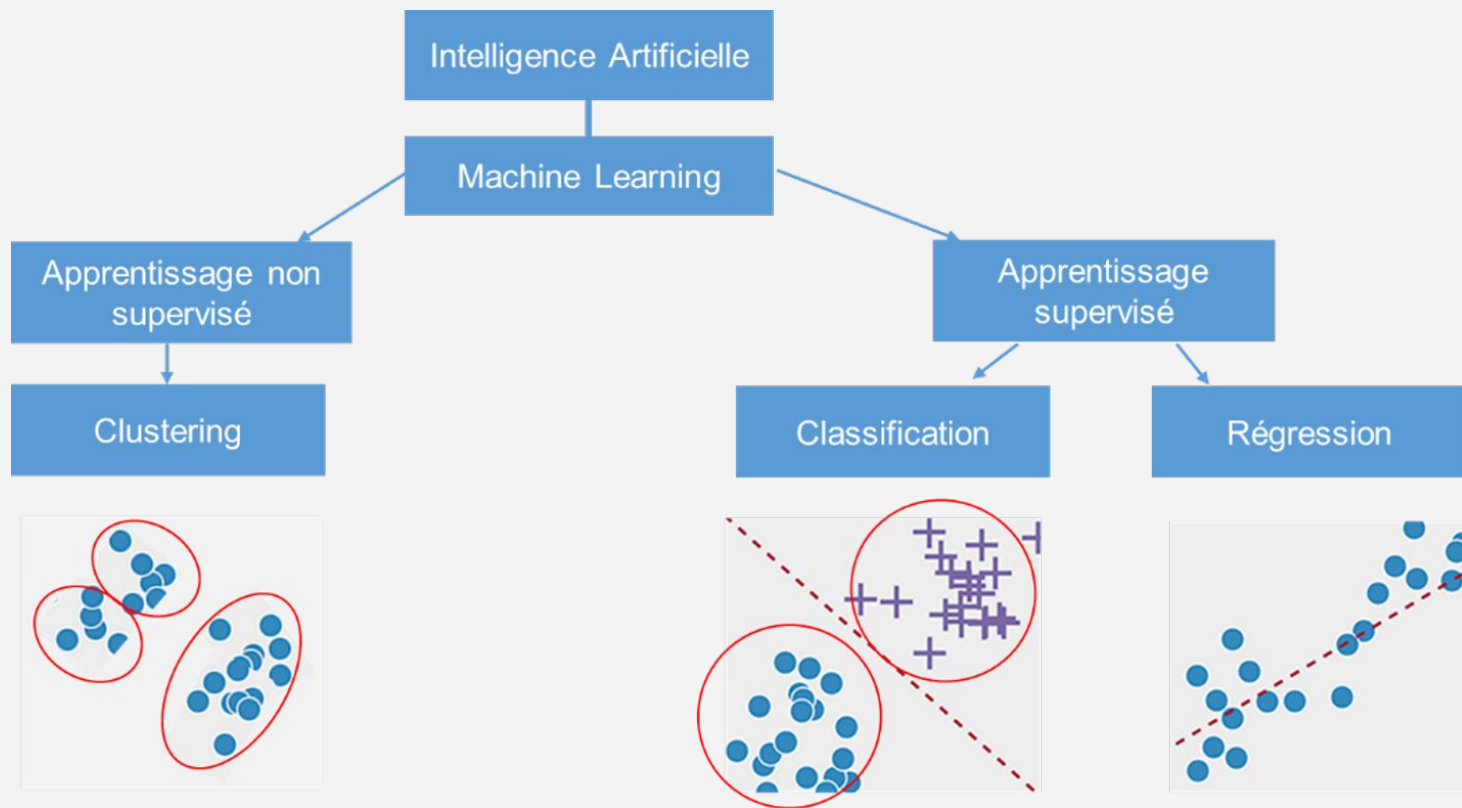 Intelligence Artificielle
Machine Learning
Apprentissage non
supervisé
Apprentissage
supervisé
Clustering
Classification
Régression